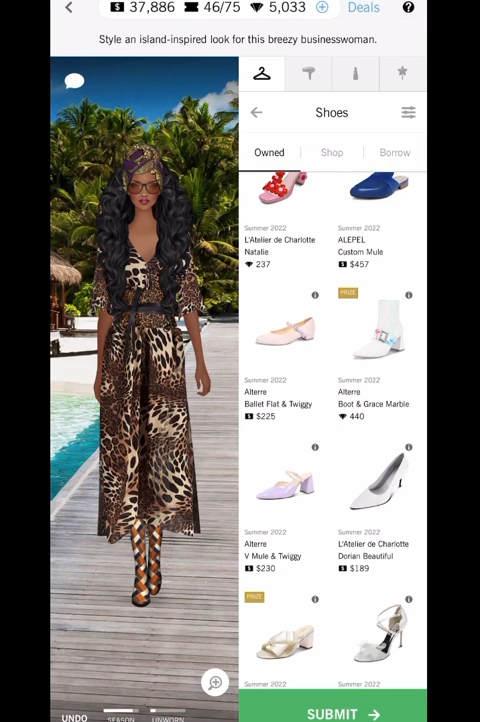 37,886 46/75 5,033 Deals
Style an island-inspired look for this breezy businesswoman.
Shoes
Owned Shop Borrow
Summer 2022
L'Atelier de Charlotte
Natalie
237
Summer 2022
ALEPEL
Custom Mule
$457
Summer 2022
Alterre
Ballet Flat & Twiggy
$225
PRIZE
Summer 2022
Alterre
Boot & Grace Marble
440
Summer 2022
Alterre
V Mule & Twiggy
$230
Summer 2022
L'Atelier de Charlotte
Dorian Beautiful
$189
PRIZE
Summer 2022
Summer 2022
UNDO
SEASON
UNWORN
SUBMIT